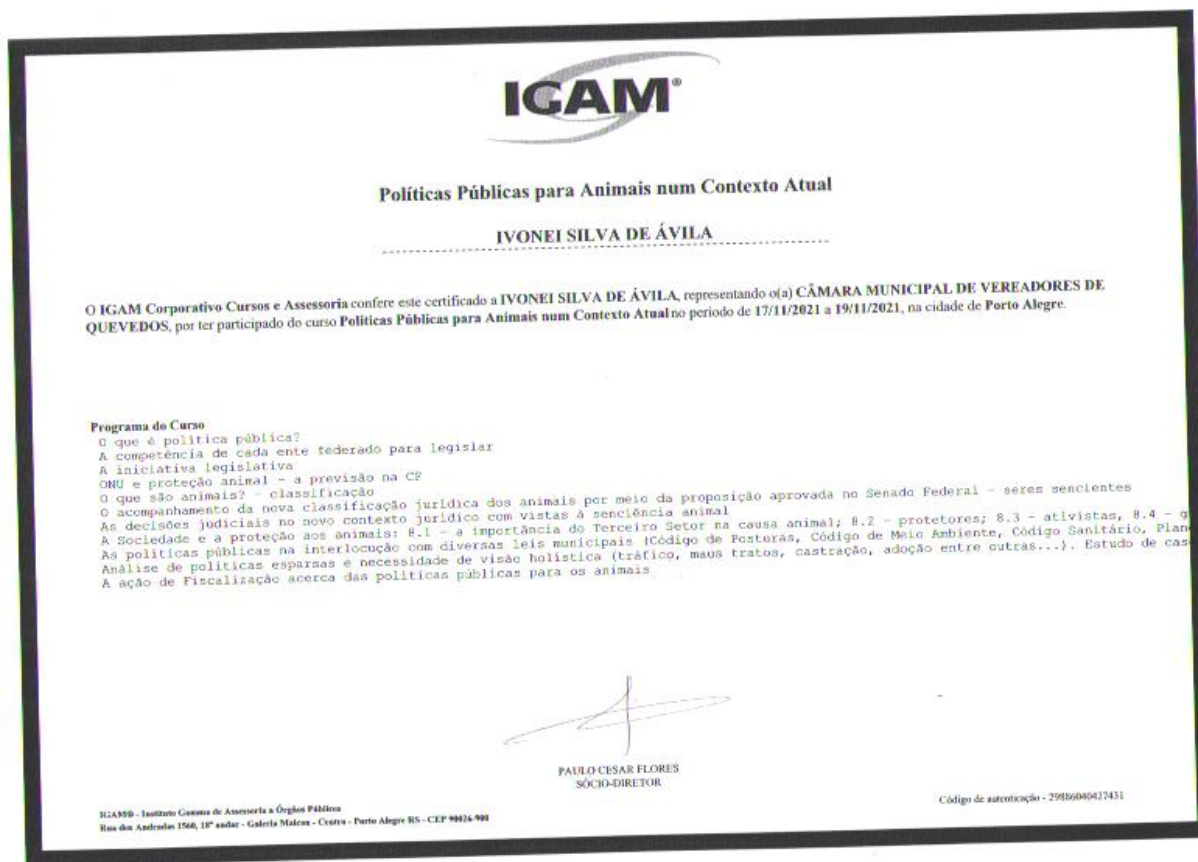 IGAM®
Políticas Públicas para Animais num Contexto Atual
IVONEI SILVA DE ÁVILA
O IGAM Corporativo Cursos e Assessoria confere este certificado a IVONEI SILVA DE ÁVILA, representando o(a) CÂMARA MUNICIPAL DE VEREADORES DE
QUEVEDOS, por ter participado do curso Políticas Públicas para Animais num Contexto Atual no período de 17/11/2021 a 19/11/2021, na cidade de Porto Alegre.
Programa do Curso
O que é política pública?
A competência de cada ente federado para legislar
A iniciativa legislativa
ONU e proteção animal - a previsão na CF
O que são animais? - classificação
O acompanhamento da nova classificação jurídica dos animais por meio da proposição aprovada no Senado Federal - seres sencientes
As decisões judiciais no novo contexto jurídico com vistas à senciência animal
A Sociedade e a proteção aos animais: 8.1 - a importância do Terceiro Setor na causa animal; 8.2 - protetores; 8.3 - ativistas, 8.4 - g
As políticas públicas na interlocução com diversas leis municipais (Código de Posturas, Código de Meio Ambiente, Código Sanitário, Plan
Análise de políticas esparsas e necessidade de visão holística (tráfico, maus tratos, castração, adoção entre outras...). Estudo de cas
A ação de Fiscalização acerca das políticas públicas para os animais
PAULO CESAR FLORES
SÓCIO-DIRETOR
IGAM® - Instituto Gamma de Assessoria a Órgãos Públicos
Rua dos Andradas 1560, 18º andar - Galeria Malcon - Centro - Porto Alegre RS - CEP 90026-900
Código de autenticação - 29886040427431